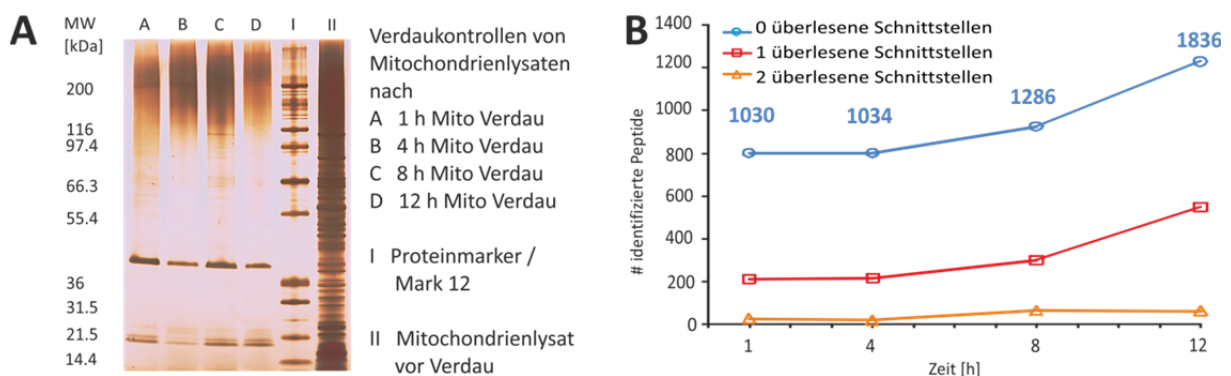 A
MW
[kDa]
A B C D I II
200
116
97.4
66.3
55.4
36
31.5
21.5
14.4
Verdaukontrollen von
Mitochondrienlysaten
nach
A 1 h Mito Verdau
B 4 h Mito Verdau
C 8 h Mito Verdau
D 12 h Mito Verdau
I Proteinmarker /
Mark 12
II Mitochondrienlysat
vor Verdau
B
# identifizierte Peptide
1400
1200
1000
800
600
400
200
0
0 überlesene Schnittstellen
1 überlesene Schnittstellen
2 überlesene Schnittstellen
1030 1034 1286 1836
1 4 8 12
Zeit [h]